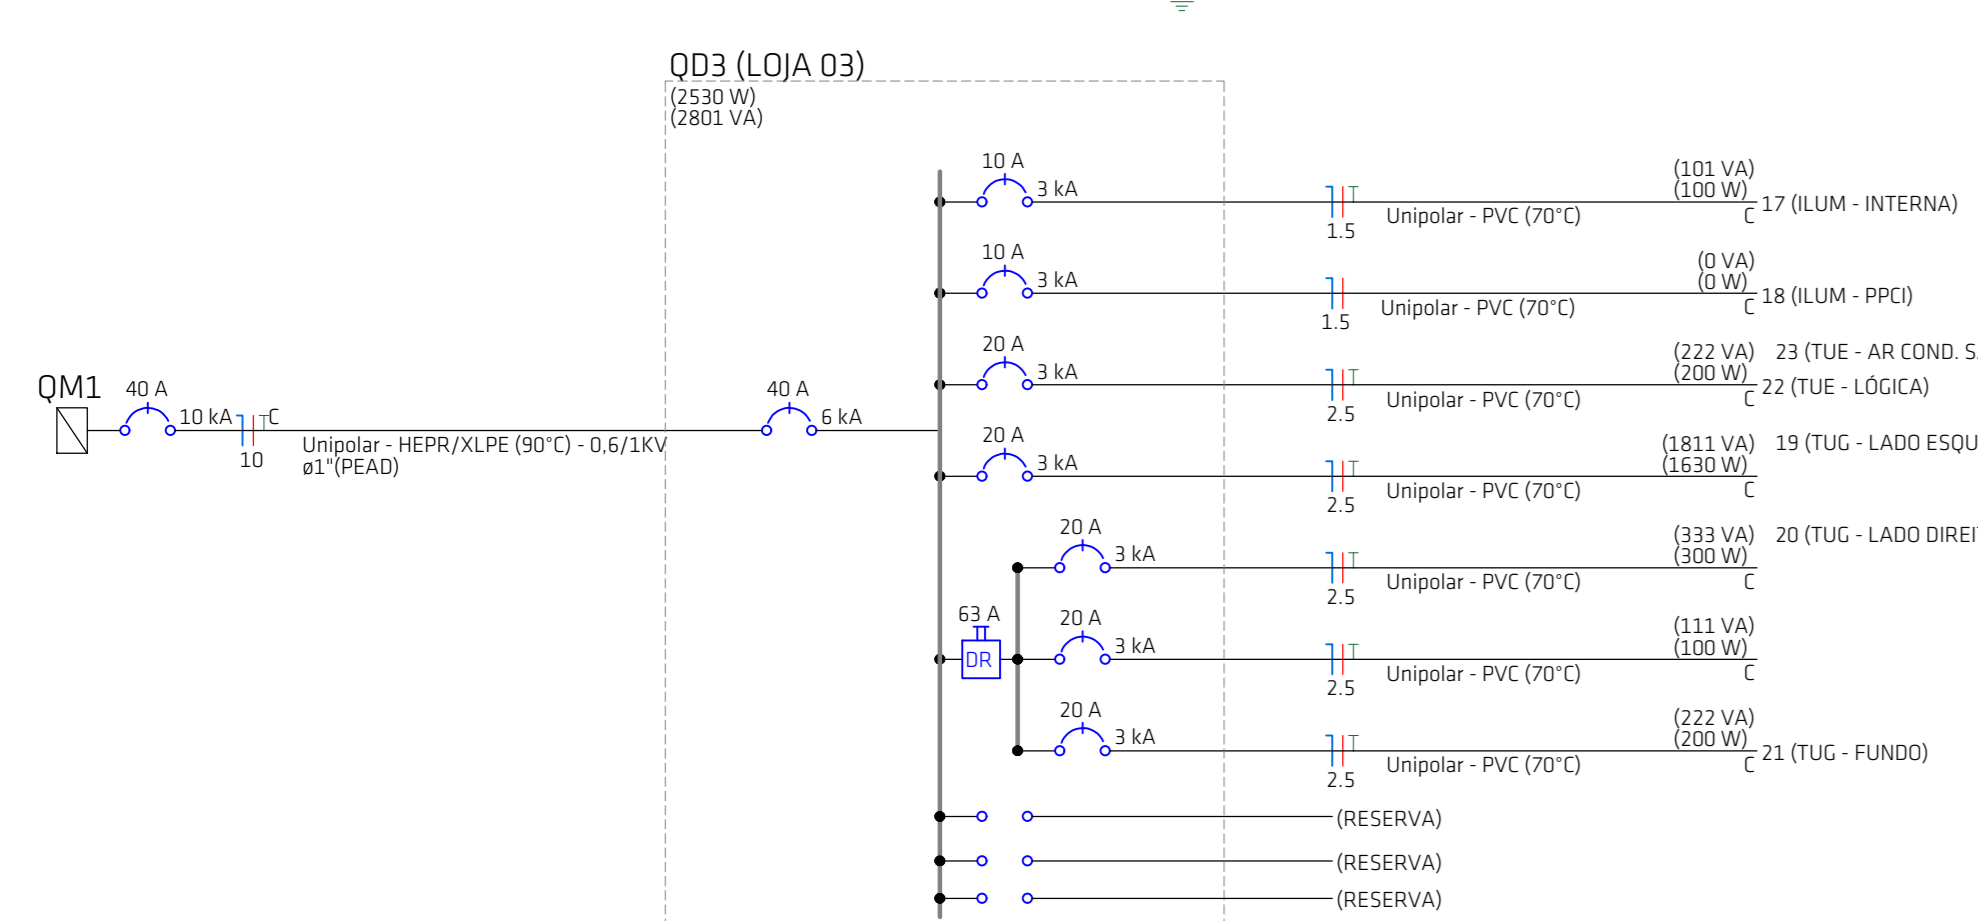 QD3 (LOJA 03)
(2530 W)
(2801 VA)
10 A
3 kA
1.5
Unipolar - PVC (70°C)
(101 VA)
(100 W)
C
17 (ILUM - INTERNA)
10 A
3 kA
1.5
Unipolar - PVC (70°C)
(0 VA)
(0 W)
C
18 (ILUM - PPCI)
20 A
3 kA
2.5
Unipolar - PVC (70°C)
(222 VA)
(200 W)
C
23 (TUE - AR COND.
22 (TUE - LÓGICA)
QM1
40 A
10 kA
T
C
10
Unipolar - HEPR/XLPE (90°C) - 0,6/1KV
ø1"(PEAD)
40 A
6 kA
20 A
3 kA
2.5
Unipolar - PVC (70°C)
(1811 VA)
(1630 W)
C
19 (TUG - LADO
20 A
3 kA
2.5
Unipolar - PVC (70°C)
(333 VA)
(300 W)
C
20 (TUG - LADO
63 A
DR
20 A
3 kA
2.5
Unipolar - PVC (70°C)
(111 VA)
(100 W)
C
20 A
3 kA
2.5
Unipolar - PVC (70°C)
(222 VA)
(200 W)
C
21 (TUG - FUNDO)
(RESERVA)
(RESERVA)
(RESERVA)